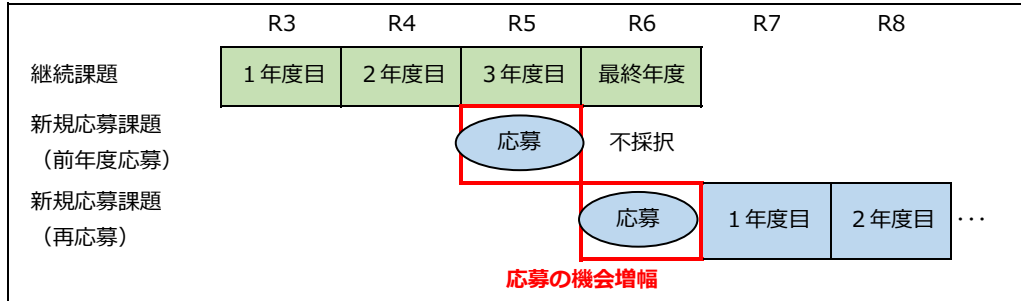 R3 R4 R5 R6 R7 R8
継続課題 １年度目 ２年度目 ３年度目 最終年度
新規応募課題
（前年度応募） 応募 不採択
新規応募課題
（再応募） 応募 １年度目 ２年度目 ･･･
応募の機会増幅